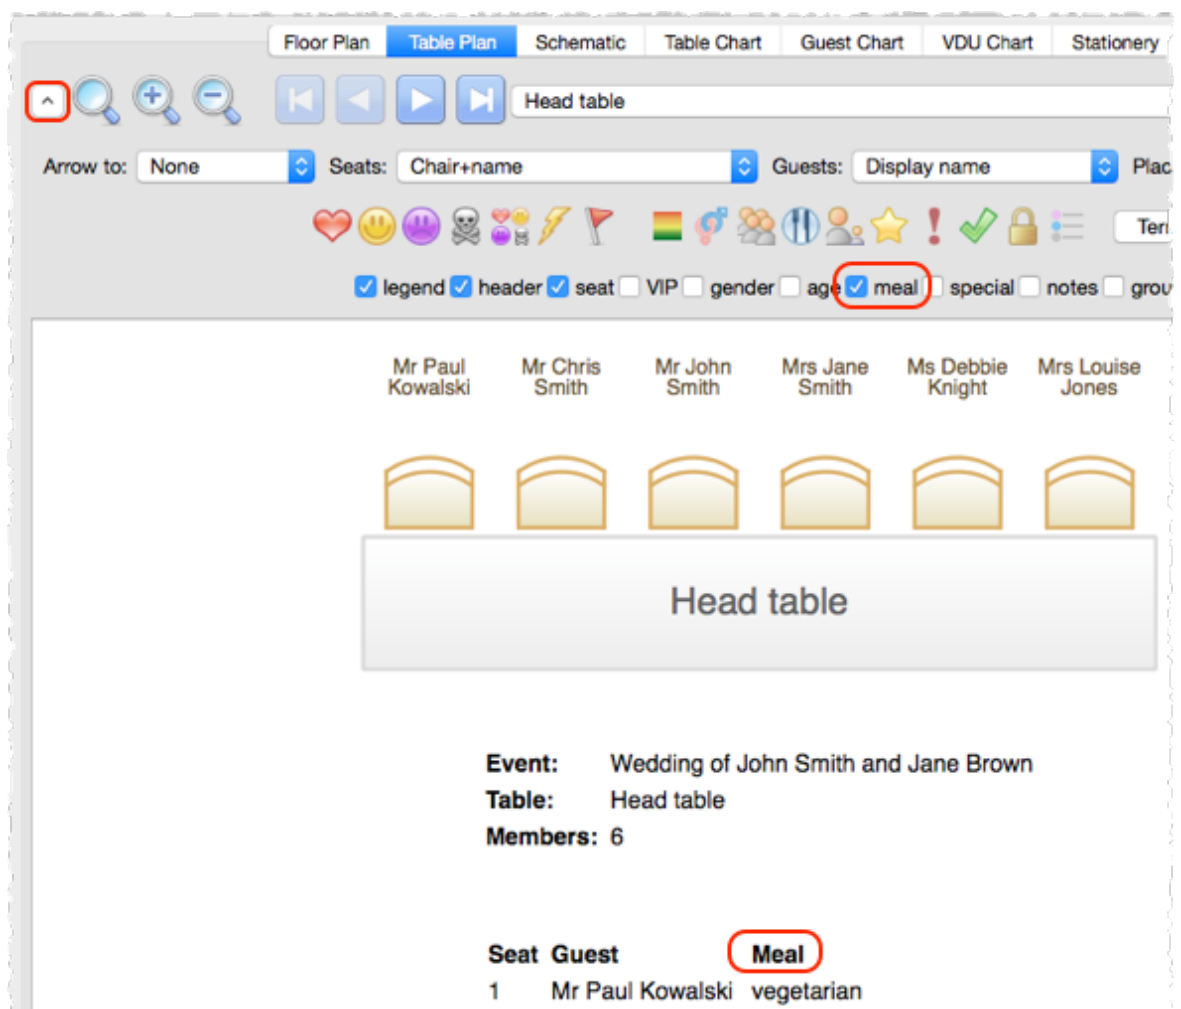 Floor Plan Table Plan Schematic Table Chart Guest Chart VDU Chart Stationery
Head table
Arrow to: None Seats: Chair+name Guests: Display name
legend header seat VIP gender age meal special notes
Mr Paul Kowalski
Mr Chris Smith
Mr John Smith
Mrs Jane Smith
Ms Debbie Knight
Mrs Louise Jones
Head table
Event: Wedding of John Smith and Jane Brown
Table: Head table
Members: 6
Seat Guest Meal
1 Mr Paul Kowalski vegetarian